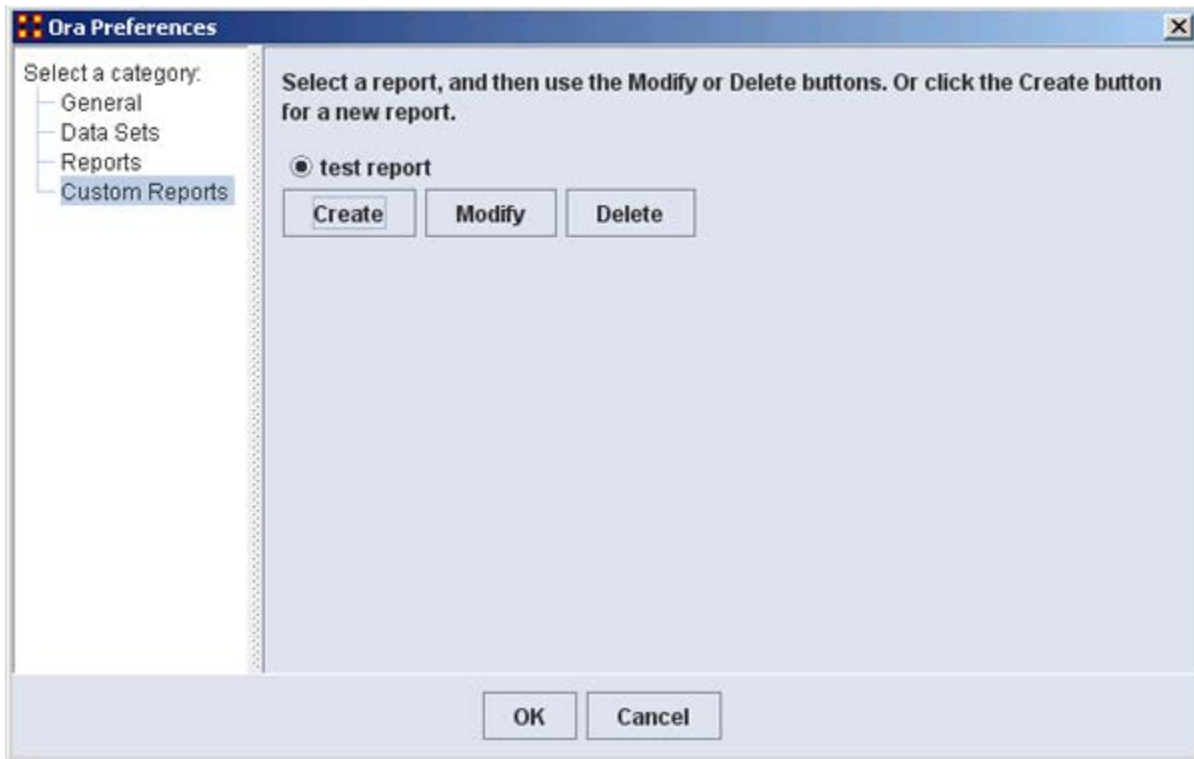 Ora Preferences
Select a category:
General
Data Sets
Reports
Custom Reports
Select a report, and then use the Modify or Delete buttons. Or click the Create button
for a new report.
test report
Create Modify Delete
OK Cancel